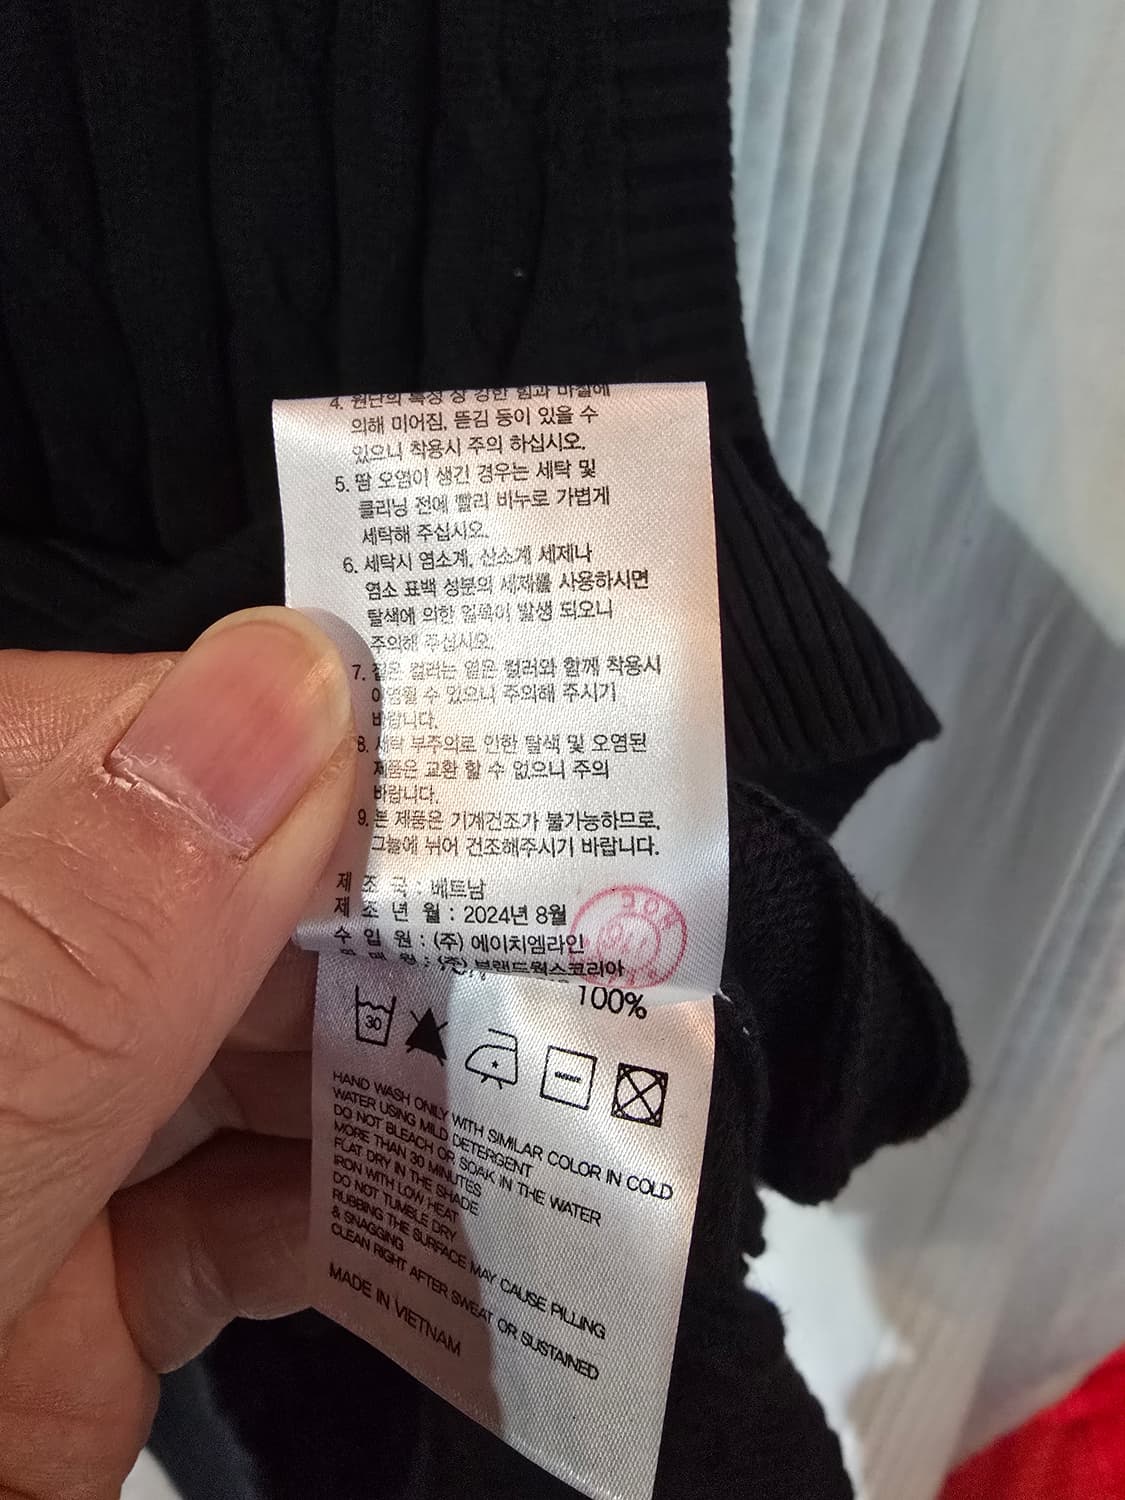 4. 원단의 특성 상 강한 힘과 마찰에
의해 미어짐, 뜯김 등이 있을 수
있으니 착용시 주의 하십시오.
5. 땀 오염이 생긴 경우는 세탁 및
클리닝 전에 빨리 비누로 가볍게
세탁해 주십시오.
6. 세탁시 염소계, 산소계 세제나
염소 표백 성분의 세제를 사용하시면
탈색에 의한 얼룩이 발생 되오니
주의해 주십시오.
7. 짙은 컬러는 옅은 컬러와 함께 착용시
이염될 수 있으니 주의해 주시기
바랍니다.
8. 세탁 부주의로 인한 탈색 및 오염된
제품은 교환 할 수 없으니 주의
바랍니다.
9. 본 제품은 기계건조가 불가능하므로,
그늘에 뉘어 건조해주시기 바랍니다.
제 조 국 : 베트남
제 조 년 월 : 2024년 8월
수 입 원 : (주) 에이치엠라인
판 매 원 : (주) 브랜드웍스코리아
100%
30
HAND WASH ONLY WITH SIMILAR COLOR IN COLD
WATER USING MILD DETERGENT
DO NOT BLEACH OR SOAK IN THE WATER
MORE THAN 30 MINUTES
FLAT DRY IN THE SHADE
IRON WITH LOW HEAT
DO NOT TUMBLE DRY
RUBBING THE SURFACE MAY CAUSE PILLING
& SNAGGING
CLEAN RIGHT AFTER SWEAT OR SUSTAINED
MADE IN VIETNAM